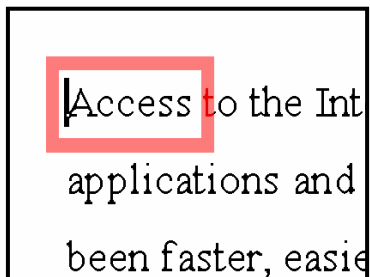 Access to the Int
applications and
been faster, easie